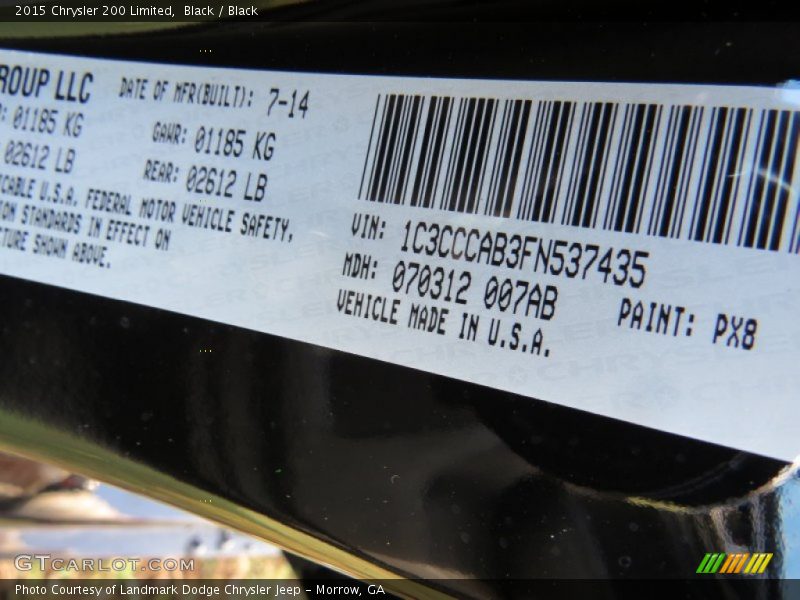 2015 Chrysler 200 Limited,  Black / Black
ROUP LLC
DATE OF MFR(BUILT): 7-14
01185 KG
GAWR: 01185 KG
02612 LB
REAR: 02612 LB
CABLE U.S.A. FEDERAL MOTOR VEHICLE SAFETY,
ION STANDARDS IN EFFECT ON
CTURE SHOWN ABOVE.
VIN: 1C3CCCAB3FN537435
MDH: 070312 007AB
PAINT: PX8
VEHICLE MADE IN U.S.A.
GTCARLOT.COM
Photo Courtesy of Landmark Dodge Chrysler Jeep – Morrow, GA